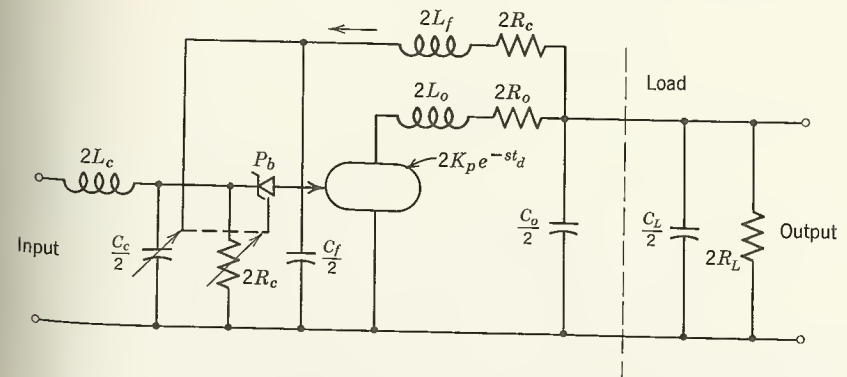 2L_f
2R_c
2L_o
2R_o
Load
2L_c
P_b
2K_p e^{-st_d}
Input
C_c/2
2R_c
C_f/2
C_o/2
C_L/2
2R_L
Output